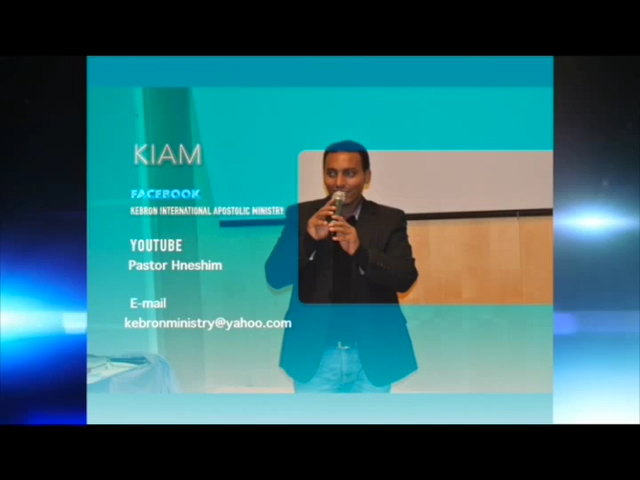 KIAM
FACEBOOK
KEBRON INTERNATIONAL APOSTOLIC MINISTRY
YOUTUBE
Pastor Hneshim
E-mail
kebronministry@yahoo.com